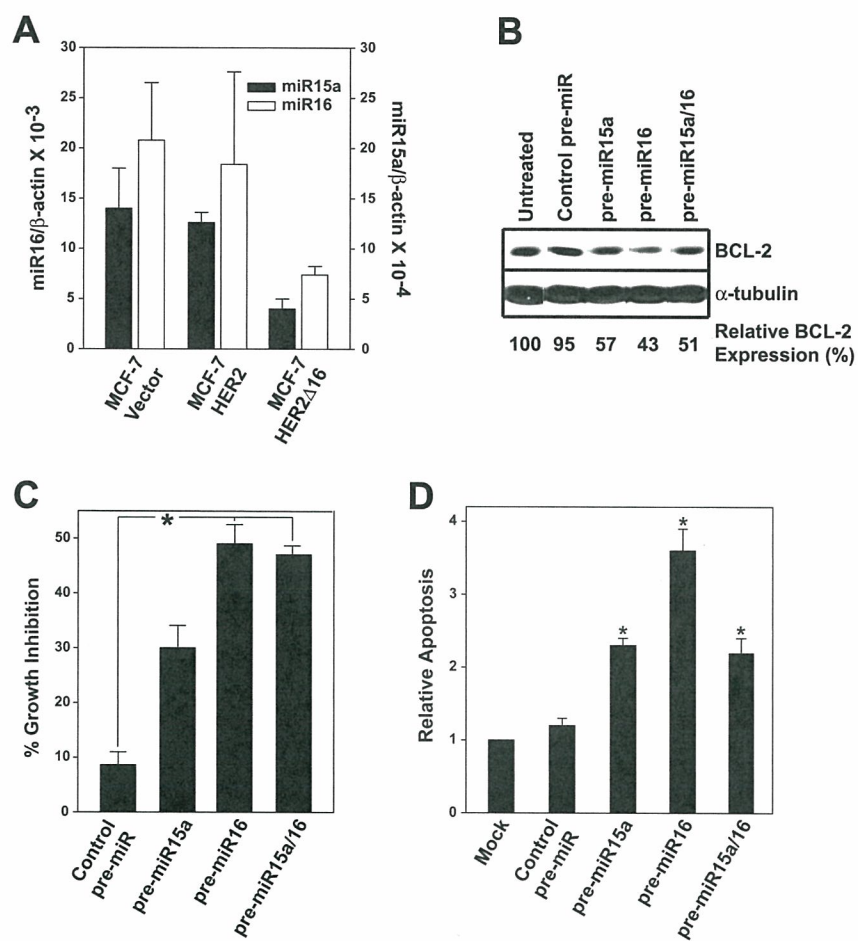 A
30
25
20
15
10
5
0
miR16/β-actin X 10-3
miR15a
miR16
30
25
20
15
10
5
0
miR15a/β-actin X 10-4
MCF-7
Vector
MCF-7
HER2
MCF-7
HER2Δ16
B
Untreated
Control pre-miR
pre-miR15a
pre-miR16
pre-miR15a/16
BCL-2
α-tubulin
100 95 57 43 51
Relative BCL-2
Expression (%)
C
% Growth Inhibition
50
40
30
20
10
0
*
Control
pre-miR
pre-miR15a
pre-miR16
pre-miR15a/16
D
Relative Apoptosis
4
3
2
1
0
*
*
*
Mock
Control
pre-miR
pre-miR15a
pre-miR16
pre-miR15a/16